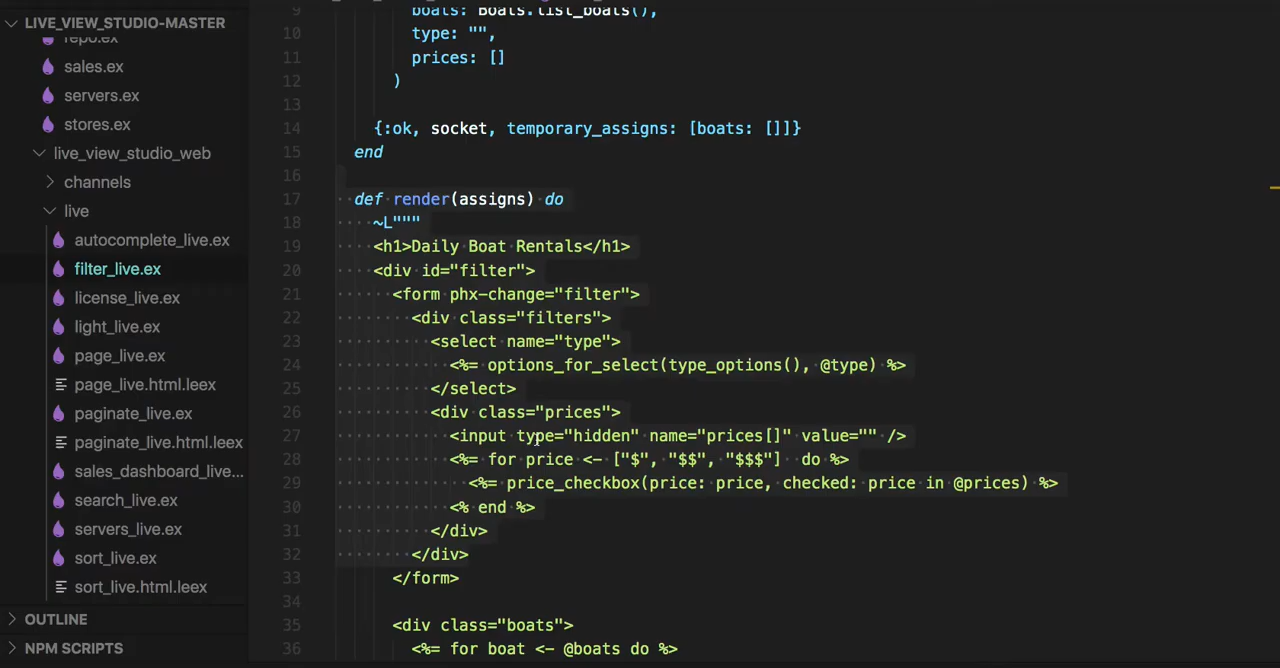 LIVE_VIEW_STUDIO-MASTER
repo.ex
sales.ex
servers.ex
stores.ex
live_view_studio_web
channels
live
autocomplete_live.ex
filter_live.ex
license_live.ex
light_live.ex
page_live.ex
page_live.html.leex
paginate_live.ex
paginate_live.html.leex
sales_dashboard_live...
search_live.ex
servers_live.ex
sort_live.ex
sort_live.html.leex
OUTLINE
NPM SCRIPTS
9 boats: Boats.list_boats(),
10 type: "",
11 prices: []
12 )
13
14 {:ok, socket, temporary_assigns: [boats: []]}
15 end
16
17 def render(assigns) do
18 ~L"""
19 <h1>Daily Boat Rentals</h1>
20 <div id="filter">
21 <form phx-change="filter">
22 <div class="filters">
23 <select name="type">
24 <%= options_for_select(type_options(), @type) %>
25 </select>
26 <div class="prices">
27 <input type="hidden" name="prices[]" value="" />
28 <%= for price <- ["$", "$$", "$$$"] do %>
29 <%= price_checkbox(price: price, checked: price in @prices) %>
30 <% end %>
31 </div>
32 </div>
33 </form>
34
35 <div class="boats">
36 <%= for boat <- @boats do %>